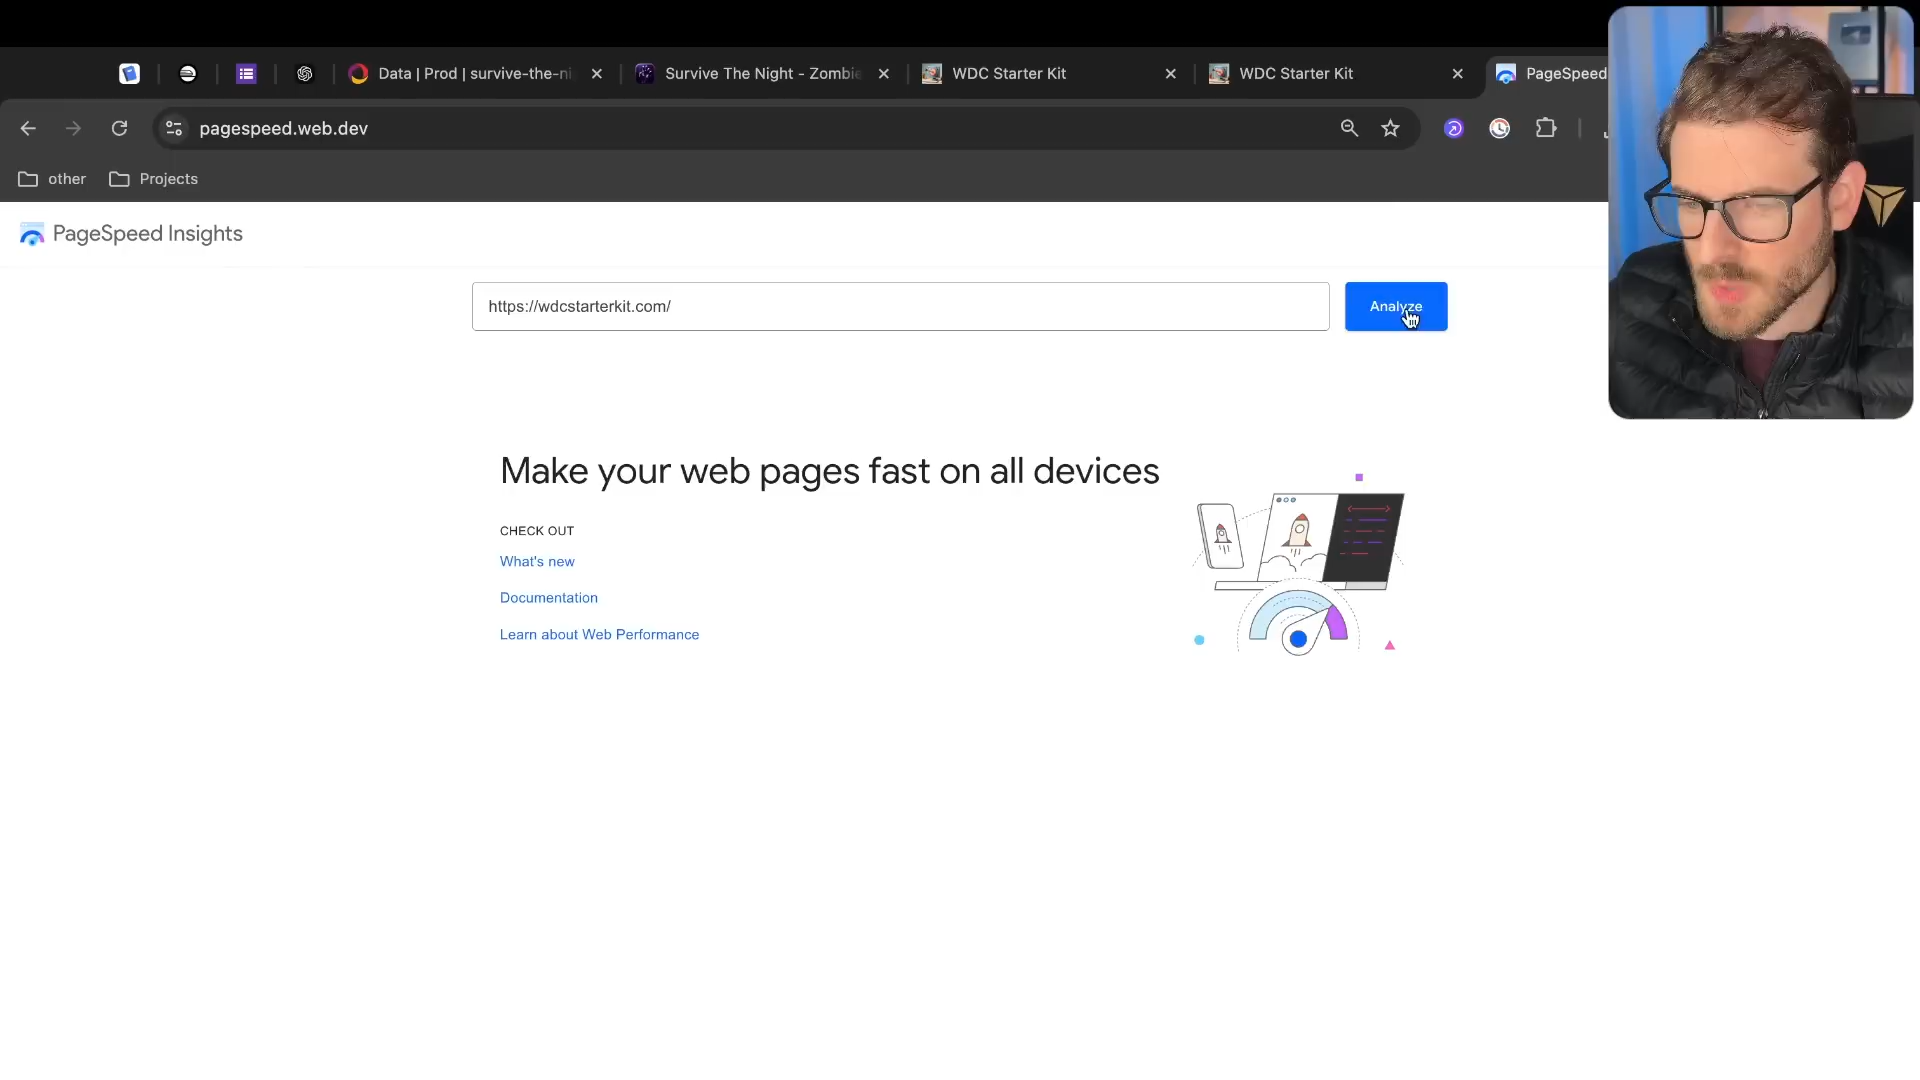 Data | Prod | survive-the-ni
Survive The Night - Zombie
WDC Starter Kit
WDC Starter Kit
PageSpeed
pagespeed.web.dev
other
Projects
PageSpeed Insights
https://wdcstarterkit.com/
Analyze
Make your web pages fast on all devices
CHECK OUT
What's new
Documentation
Learn about Web Performance